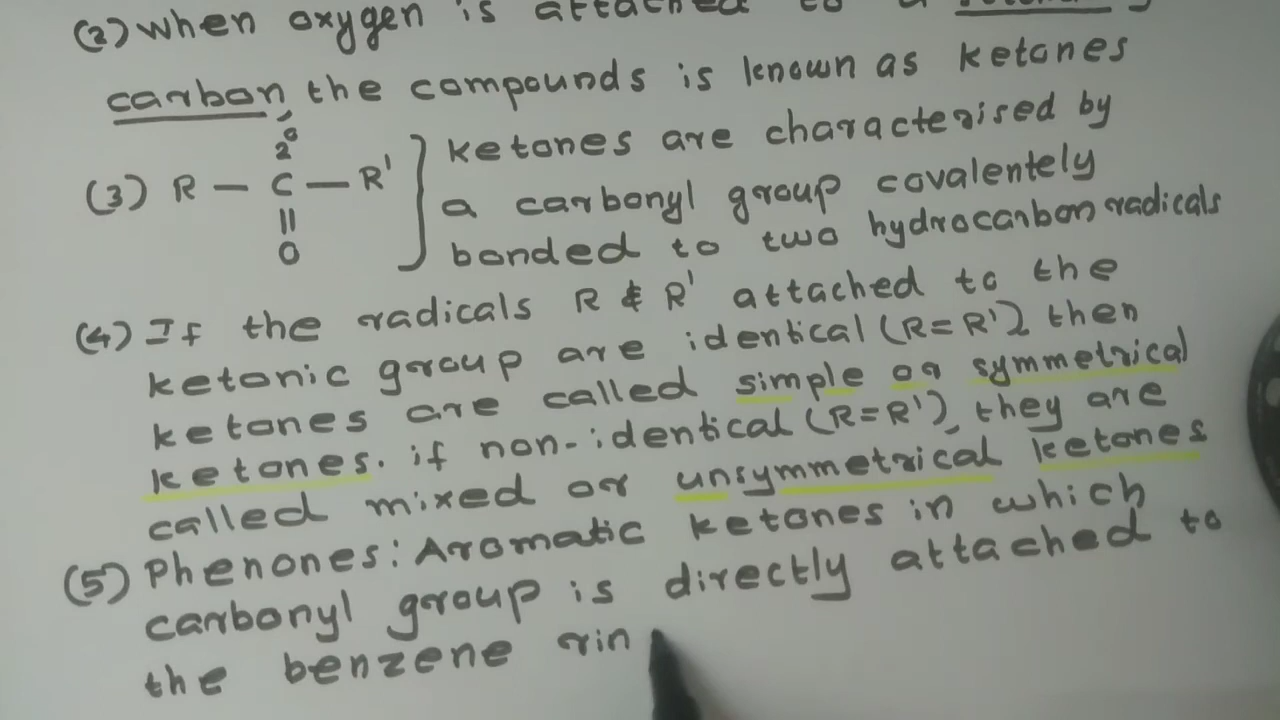 (2) When oxygen is attached to a
carbon, the compounds is known as ketones
2°
(3) R — C — R'
||
O
ketones are characterised by
a carbonyl group covalentely
bonded to two hydrocarbon radicals
(4) If the radicals R & R' attached to the
ketonic group are identical (R=R') then
ketones are called simple or symmetrical
ketones. if non-identical (R=R'), they are
called mixed or unsymmetrical ketones
(5) Phenones: Aromatic ketones in which
carbonyl group is directly attached to
the benzene rin